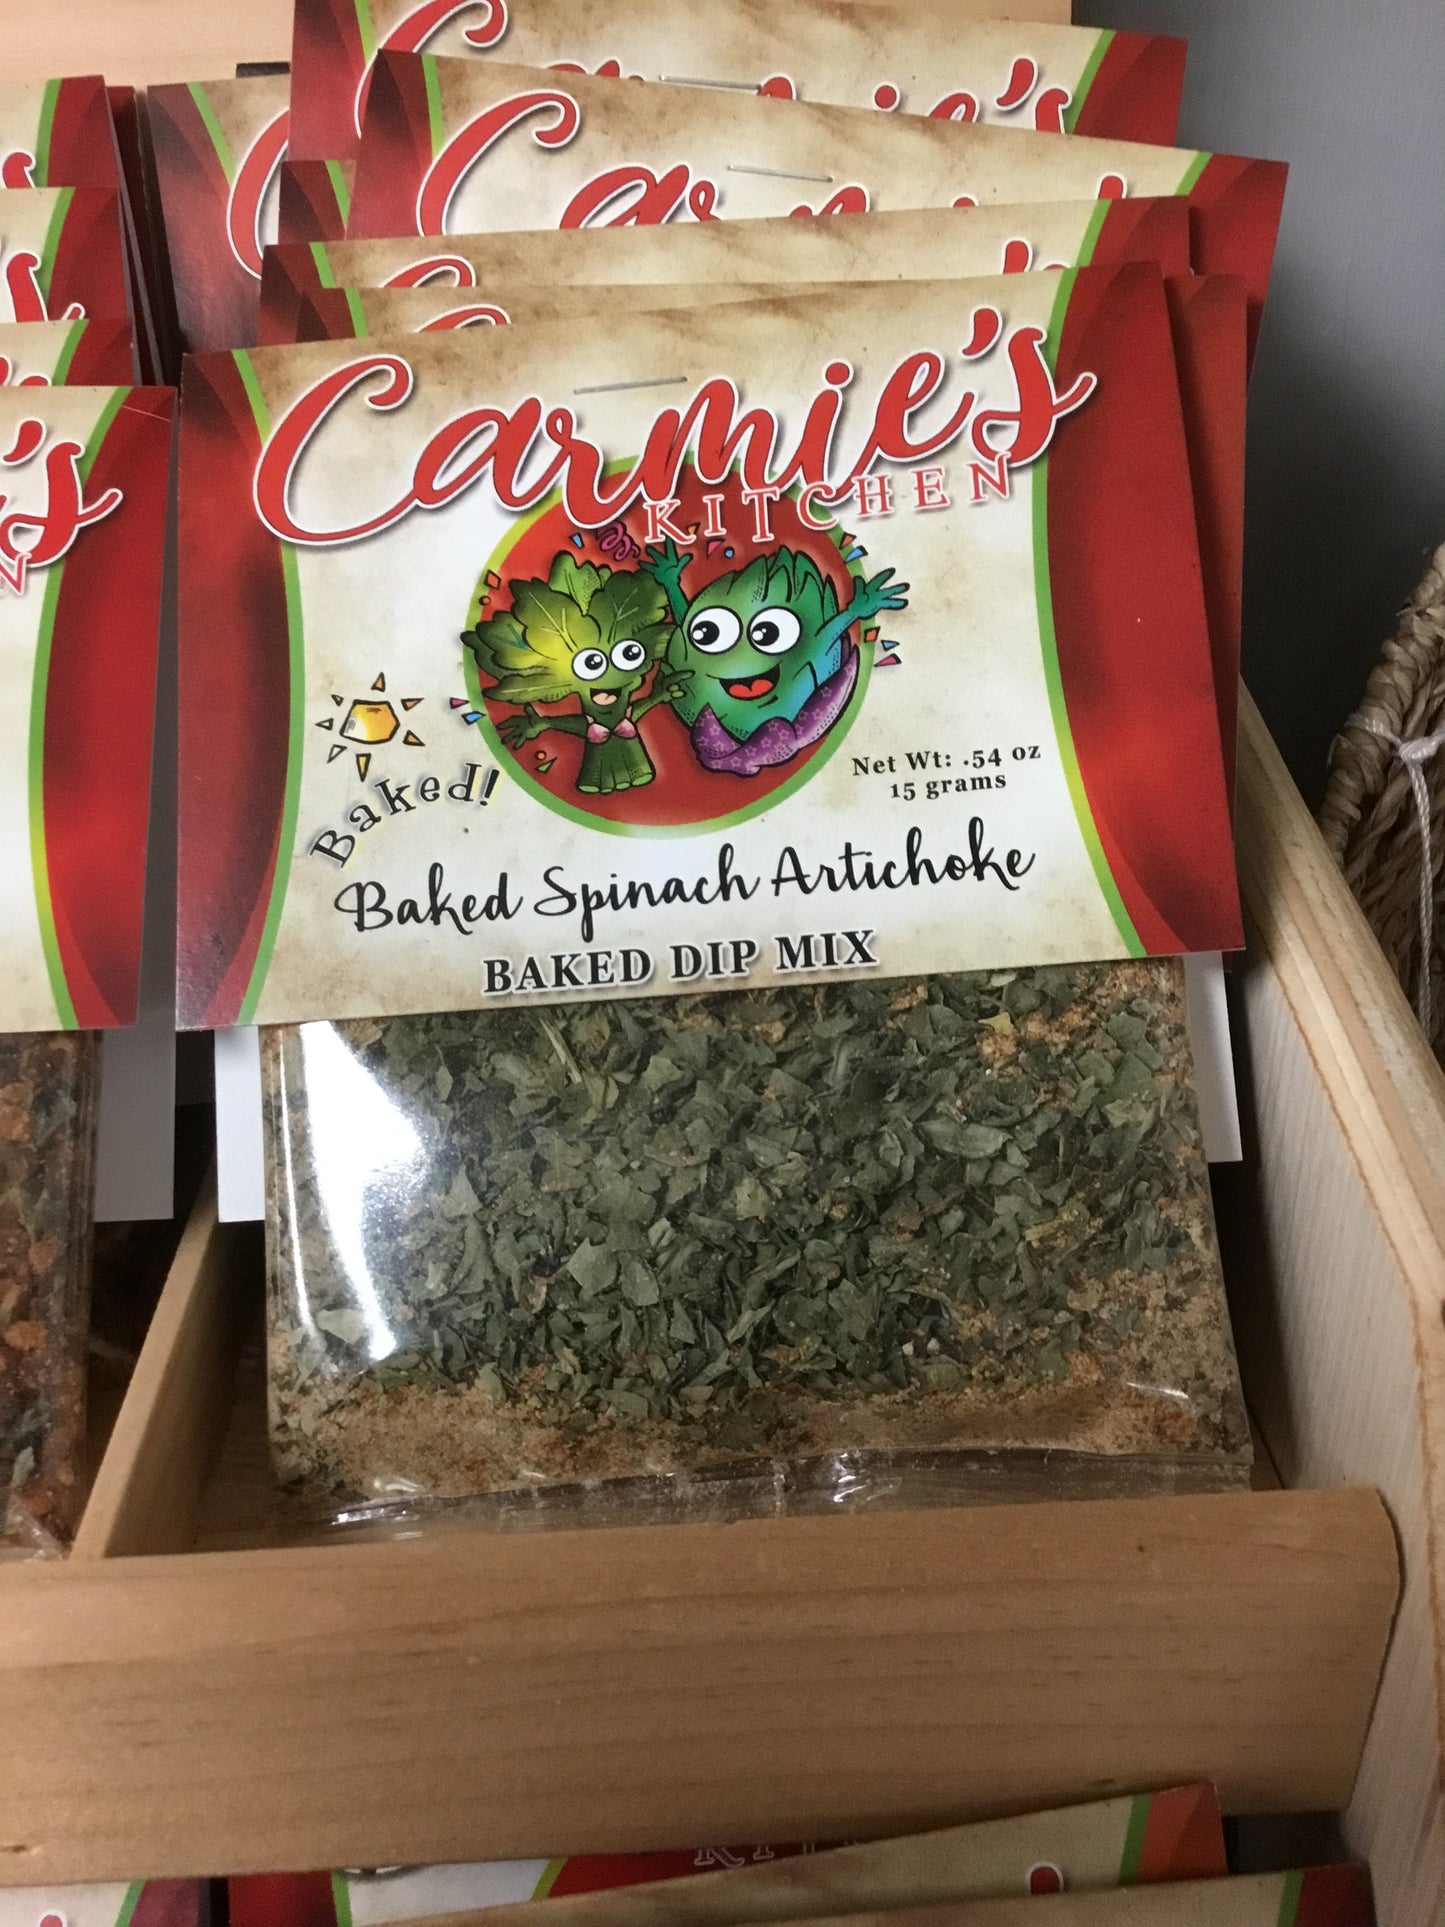 Carmie's
KITCHEN
Net Wt: .54 oz
15 grams
Baked!
Baked Spinach Artichoke
BAKED DIP MIX